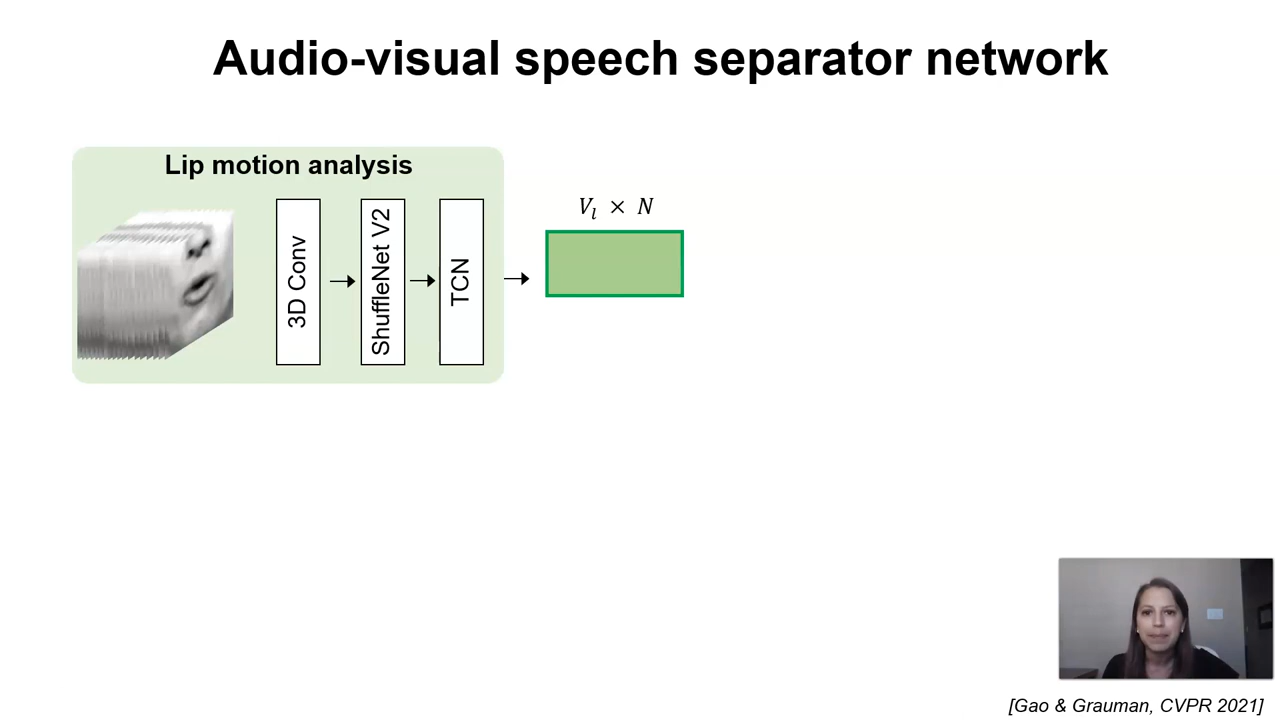 Audio-visual speech separator network
Lip motion analysis
3D Conv
ShuffleNet V2
TCN
V_l × N
[Gao & Grauman, CVPR 2021]